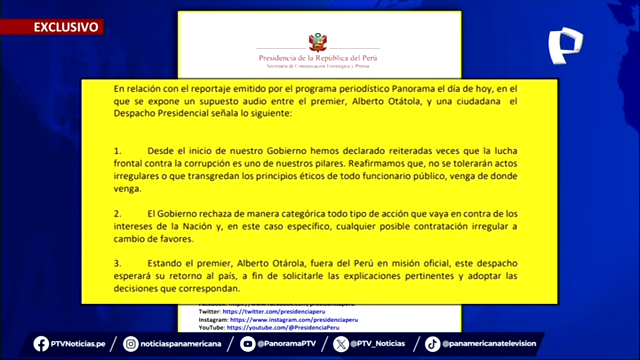 EXCLUSIVO
Presidencia de la República del Perú
Secretaría de Comunicación Estratégica y Prensa
En relación con el reportaje emitido por el programa periodístico Panorama el día de hoy, en el
que se expone un supuesto audio entre el premier, Alberto Otátola, y una ciudadana el
Despacho Presidencial señala lo siguiente:
1. Desde el inicio de nuestro Gobierno hemos declarado reiteradas veces que la lucha
frontal contra la corrupción es uno de nuestros pilares. Reafirmamos que, no se tolerarán actos
irregulares o que transgredan los principios éticos de todo funcionario público, venga de donde
venga.
2. El Gobierno rechaza de manera categórica todo tipo de acción que vaya en contra de los
intereses de la Nación y, en este caso específico, cualquier posible contratación irregular a
cambio de favores.
3. Estando el premier, Alberto Otárola, fuera del Perú en misión oficial, este despacho
esperará su retorno al país, a fin de solicitarle las explicaciones pertinentes y adoptar las
decisiones que correspondan.
Twitter: https://twitter.com/presidenciaperu
Instagram: https://www.instagram.com/presidenciaperu
YouTube: https://youtube.com/@PresidenciaPeru
PTVNoticias.pe
noticiaspanamericana
@PanoramaPTV
@PTV_Noticias
@panamericanatelevision